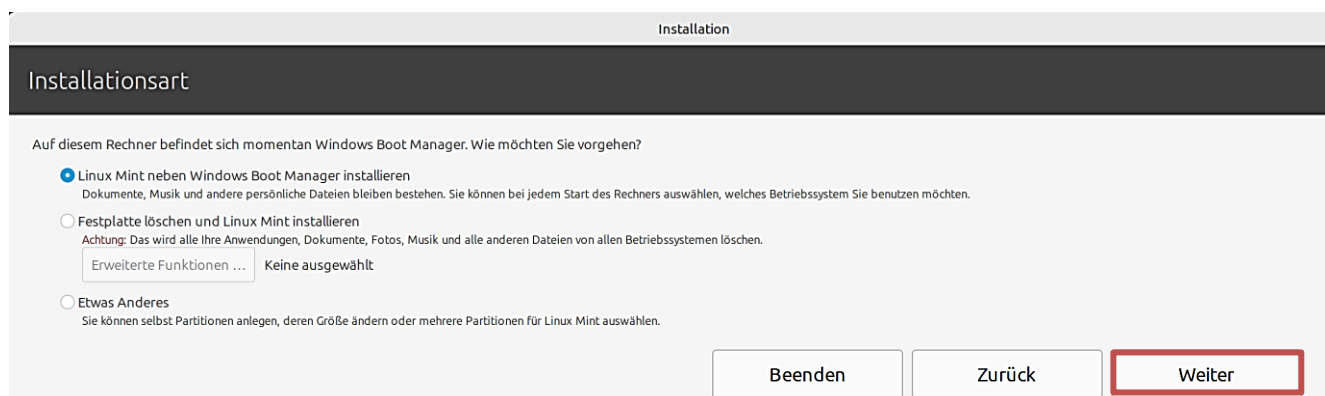 Installation
Installationsart
Auf diesem Rechner befindet sich momentan Windows Boot Manager. Wie möchten Sie vorgehen?
Linux Mint neben Windows Boot Manager installieren
Dokumente, Musik und andere persönliche Dateien bleiben bestehen. Sie können bei jedem Start des Rechners auswählen, welches Betriebssystem Sie benutzen möchten.
Festplatte löschen und Linux Mint installieren
Achtung: Das wird alle Ihre Anwendungen, Dokumente, Fotos, Musik und alle anderen Dateien von allen Betriebssystemen löschen.
Erweiterte Funktionen ... Keine ausgewählt
Etwas Anderes
Sie können selbst Partitionen anlegen, deren Größe ändern oder mehrere Partitionen für Linux Mint auswählen.
Beenden Zurück Weiter